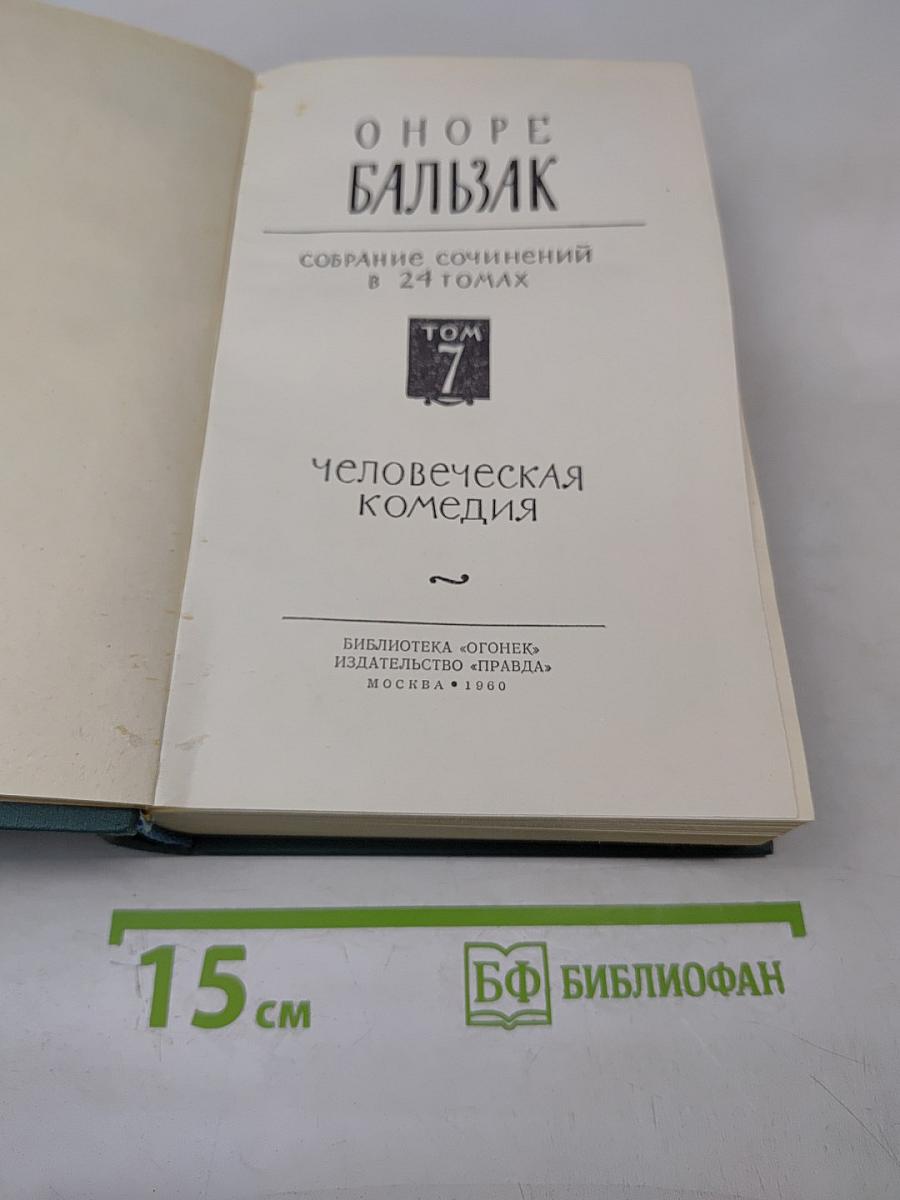 ОНОРЕ
БАЛЬЗАК
СОБРАНИЕ СОЧИНЕНИЙ
В 24 ТОМАХ
ТОМ
7
ЧЕЛОВЕЧЕСКАЯ
КОМЕДИЯ
~
БИБЛИОТЕКА «ОГОНЕК»
ИЗДАТЕЛЬСТВО «ПРАВДА»
МОСКВА • 1960
15 см
БФ БИБЛИОФАН